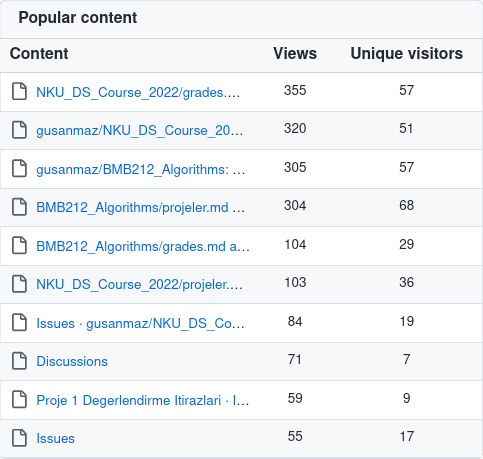 Popular content
Content Views Unique visitors
NKU_DS_Course_2022/grades.… 355 57
gusanmaz/NKU_DS_Course_20… 320 51
gusanmaz/BMB212_Algorithms: … 305 57
BMB212_Algorithms/projeler.md … 304 68
BMB212_Algorithms/grades.md a… 104 29
NKU_DS_Course_2022/projeler.… 103 36
Issues · gusanmaz/NKU_DS_Co… 84 19
Discussions 71 7
Proje 1 Degerlendirme Itirazlari · I… 59 9
Issues 55 17